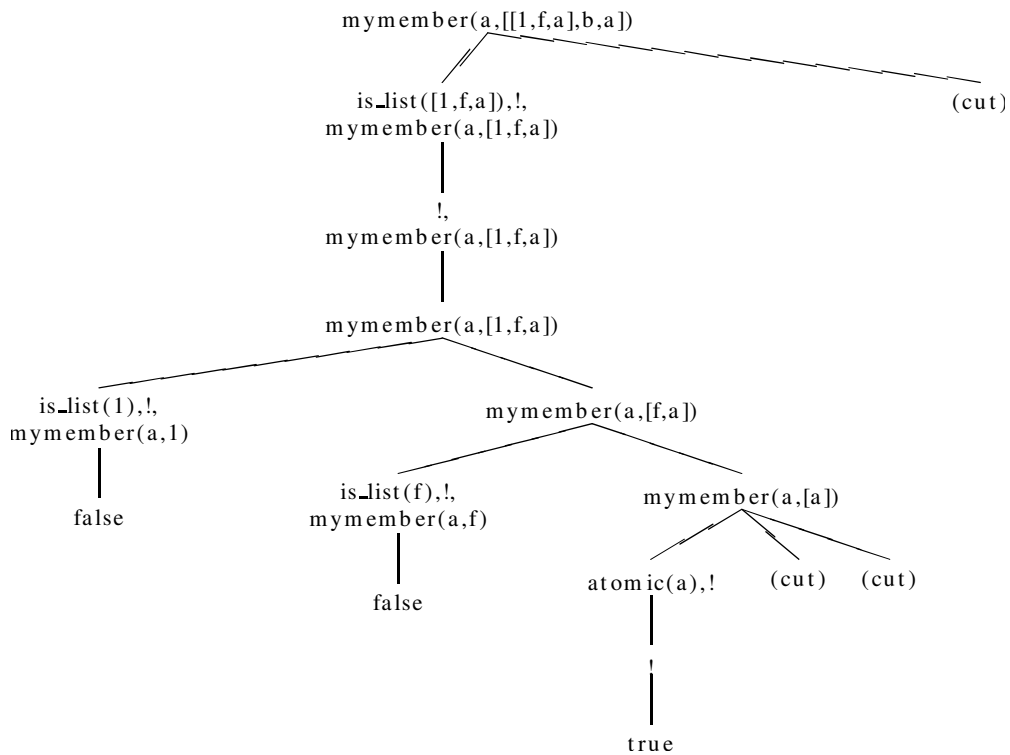 mymember(a,[[1,f,a],b,a])
is_list([1,f,a]),!,
mymember(a,[1,f,a])
(cut)
!,
mymember(a,[1,f,a])
mymember(a,[1,f,a])
is_list(1),!,
mymember(a,1)
mymember(a,[f,a])
false
is_list(f),!,
mymember(a,f)
mymember(a,[a])
false
atomic(a),!
(cut)
(cut)
!
true